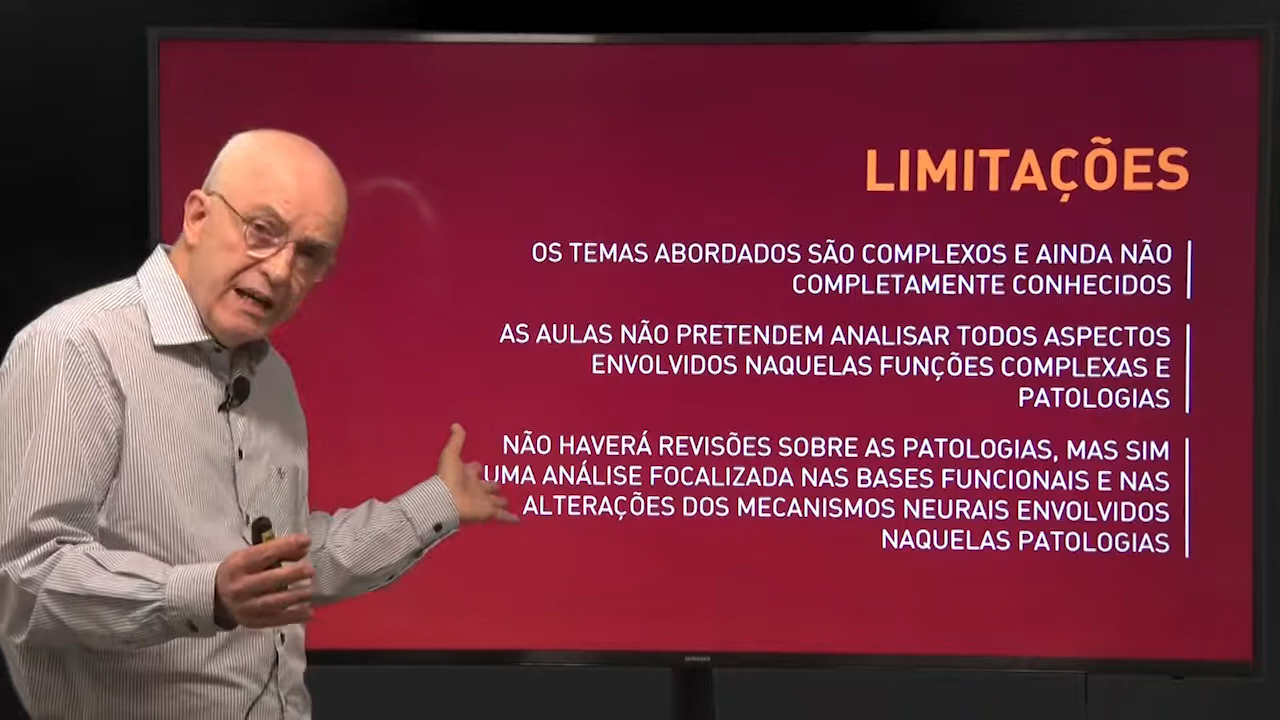 LIMITAÇÕES
OS TEMAS ABORDADOS SÃO COMPLEXOS E AINDA NÃO
COMPLETAMENTE CONHECIDOS
AS AULAS NÃO PRETENDEM ANALISAR TODOS ASPECTOS
ENVOLVIDOS NAQUELAS FUNÇÕES COMPLEXAS E
PATOLOGIAS
NÃO HAVERÁ REVISÕES SOBRE AS PATOLOGIAS, MAS SIM
UMA ANÁLISE FOCALIZADA NAS BASES FUNCIONAIS E NAS
ALTERAÇÕES DOS MECANISMOS NEURAIS ENVOLVIDOS
NAQUELAS PATOLOGIAS
SAMSUNG